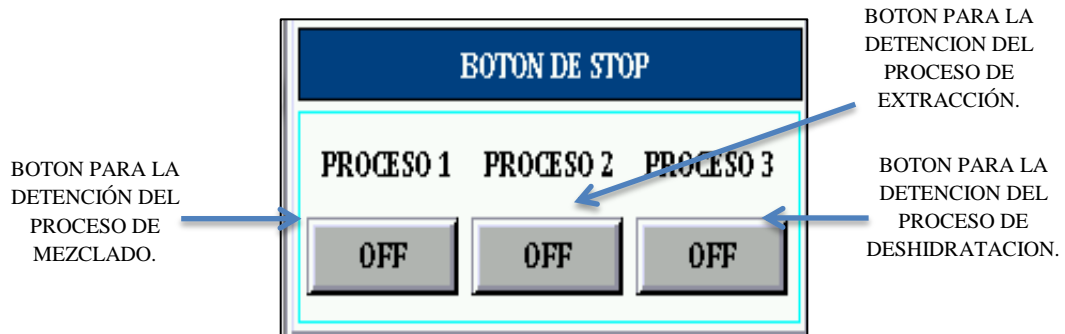 BOTON PARA LA
DETENCION DEL
PROCESO DE
EXTRACCIÓN.
BOTON DE STOP
PROCESO 1 PROCESO 2 PROCESO 3
BOTON PARA LA
DETENCIÓN DEL
PROCESO DE
MEZCLADO.
BOTON PARA LA
DETENCION DEL
PROCESO DE
DESHIDRATACION.
OFF OFF OFF